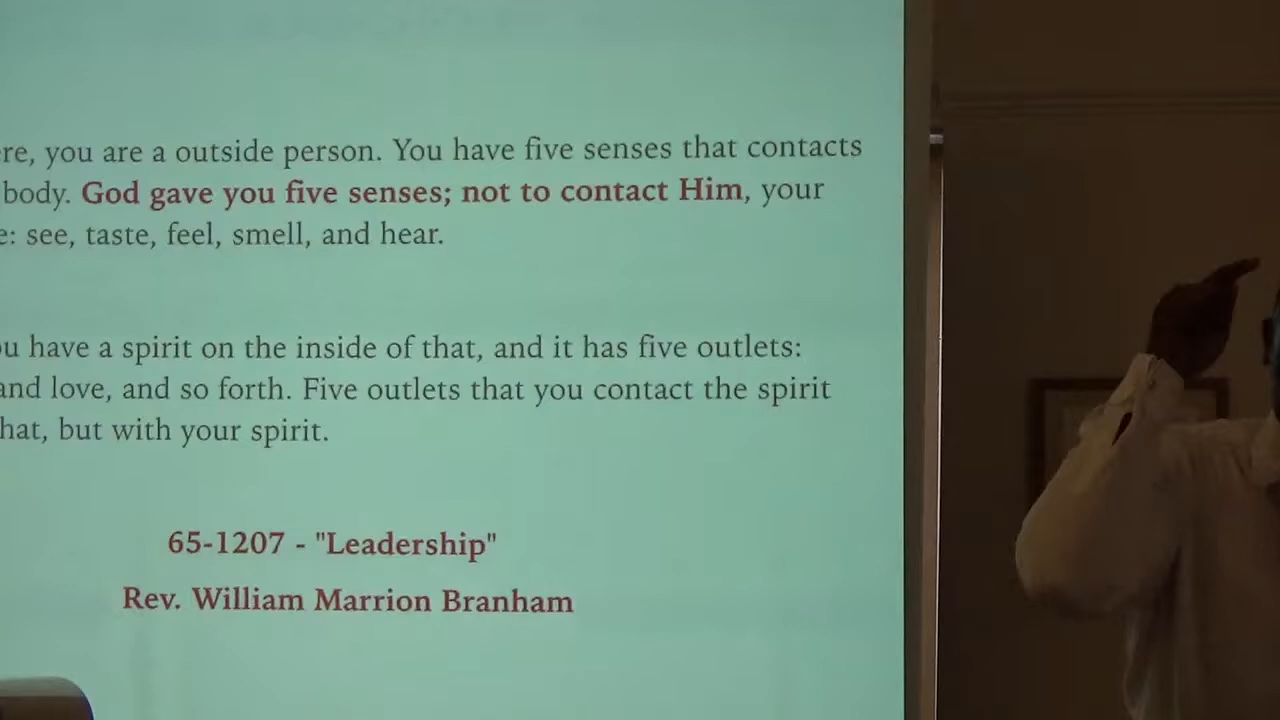 re, you are a outside person. You have five senses that contacts
body. God gave you five senses; not to contact Him, your
e: see, taste, feel, smell, and hear.
u have a spirit on the inside of that, and it has five outlets:
and love, and so forth. Five outlets that you contact the spirit
hat, but with your spirit.
65-1207 - "Leadership"
Rev. William Marrion Branham